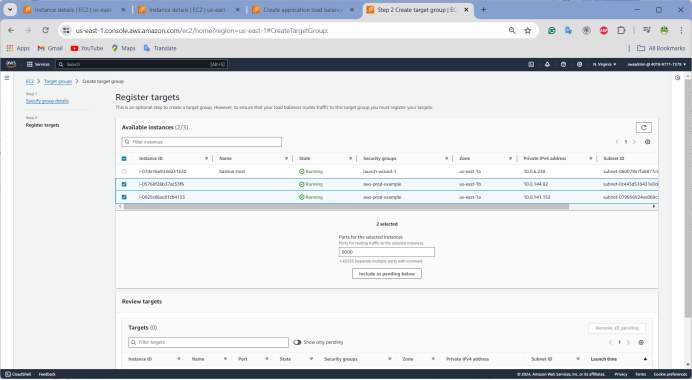 Instance details | EC2 | us-east-
Instance details | EC2 | us-east-
Create application load balanc
Step 2 Create target group | EC
us-east-1.console.aws.amazon.com/ec2/home?region=us-east-1#CreateTargetGroup:
Apps
Gmail
YouTube
Maps
Translate
All Bookmarks
aws
Services
Search
[Alt+S]
N. Virginia
EC2
Target groups
Create target group
Step 1
Specify group details
Step 2
Register targets
Register targets
This is an optional step to create a target group. However, to ensure that your load balancer routes traffic to this target group you must register your targets.
Available instances (2/3)
Filter instances
1
Instance ID Name State Security groups Zone Private IPv4 address Subnet ID
bastion-host Running launch-wizard-1 us-east-1a 10.0.6.238
Running aws-prod-example us-east-1b 10.0.144.92
Running aws-prod-example us-east-1a 10.0.141.153
2 selected
Ports for the selected instances
Ports for routing traffic to the selected instances.
8000
1-65535 (separate multiple ports with commas)
Include as pending below
Review targets
Targets (0)
Remove all pending
Filter targets
Show only pending
1
Instance ID Name Port State Security groups Zone Private IPv4 address Subnet ID Launch time
CloudShell Feedback
© 2024, Amazon Web Services, Inc. or its affiliates. Privacy Terms Cookie preferences